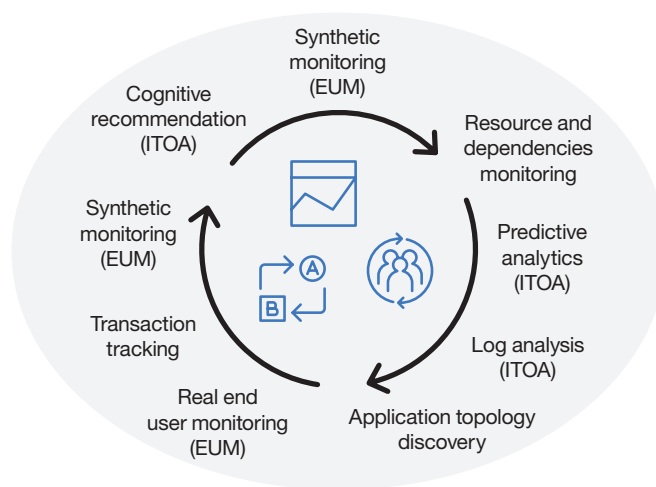 Synthetic
monitoring
(EUM)
Resource and
dependencies
monitoring
Predictive
analytics
(ITOA)
Log analysis
(ITOA)
Application topology
discovery
Real end
user monitoring
(EUM)
Transaction
tracking
Synthetic
monitoring
(EUM)
Cognitive
recommendation
(ITOA)
A
B